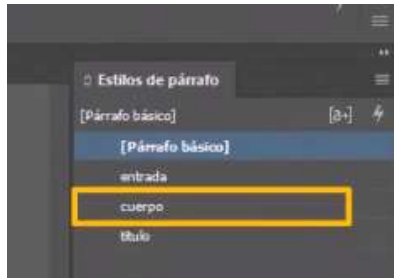 Estilos de párrafo
[Párrafo básico] [a+]
[Párrafo básico]
entrada
cuerpo
título